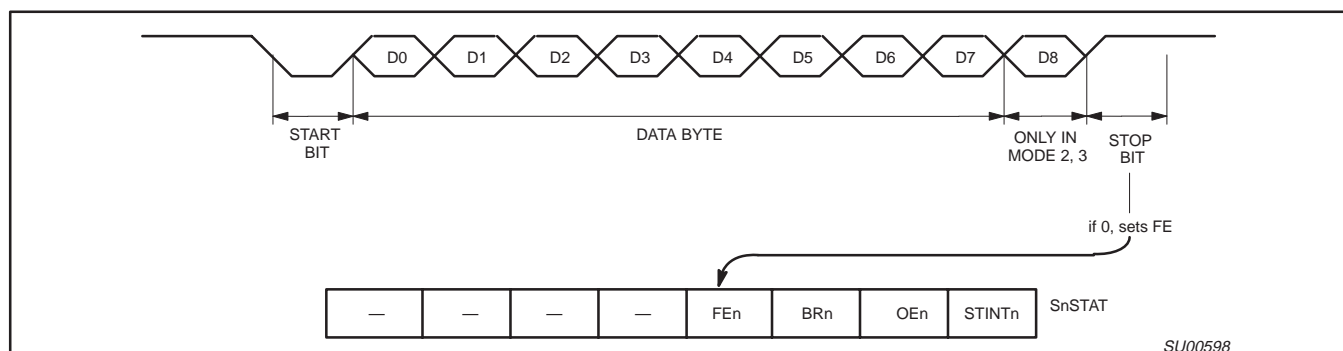 D0 D1 D2 D3 D4 D5 D6 D7 D8
START
BIT
DATA BYTE
ONLY IN
MODE 2, 3
STOP
BIT
if 0, sets FE
— — — — FEn BRn OEn STINTn SnSTAT
SU00598